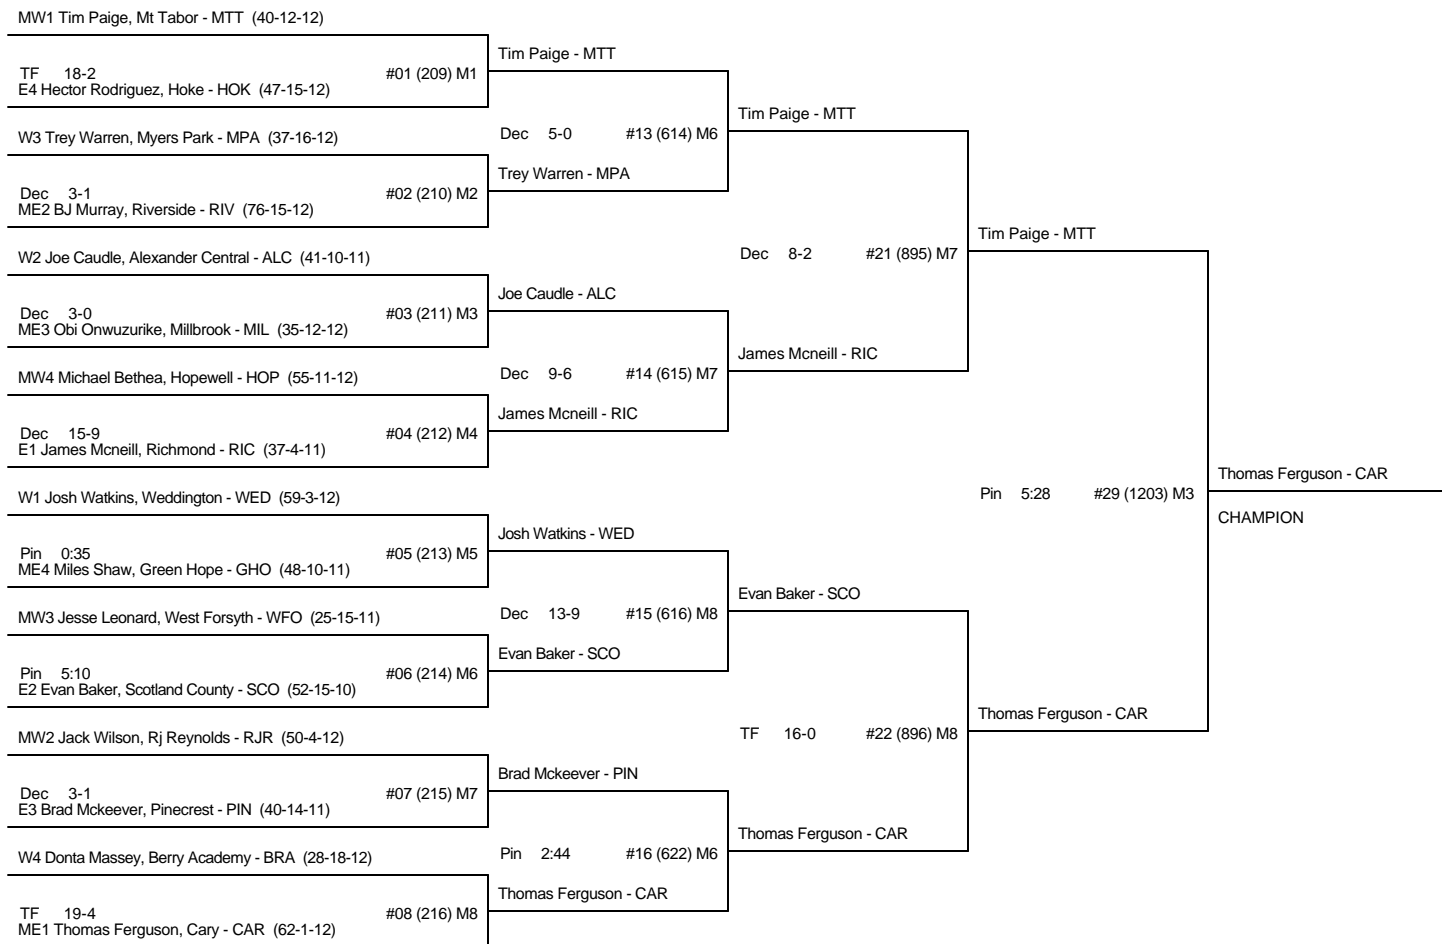 MW1 Tim Paige, Mt Tabor - MTT (40-12-12)
Tim Paige - MTT
TF 18-2 #01 (209) M1
E4 Hector Rodriguez, Hoke - HOK (47-15-12)
Tim Paige - MTT
W3 Trey Warren, Myers Park - MPA (37-16-12)
Dec 5-0 #13 (614) M6
Trey Warren - MPA
Dec 3-1 #02 (210) M2
ME2 BJ Murray, Riverside - RIV (76-15-12)
Tim Paige - MTT
W2 Joe Caudle, Alexander Central - ALC (41-10-11)
Dec 8-2 #21 (895) M7
Joe Caudle - ALC
Dec 3-0 #03 (211) M3
ME3 Obi Onwuzurike, Millbrook - MIL (35-12-12)
James Mcneill - RIC
MW4 Michael Bethea, Hopewell - HOP (55-11-12)
Dec 9-6 #14 (615) M7
James Mcneill - RIC
Dec 15-9 #04 (212) M4
E1 James Mcneill, Richmond - RIC (37-4-11)
Thomas Ferguson - CAR
W1 Josh Watkins, Weddington - WED (59-3-12)
Pin 5:28 #29 (1203) M3
CHAMPION
Josh Watkins - WED
Pin 0:35 #05 (213) M5
ME4 Miles Shaw, Green Hope - GHO (48-10-11)
Evan Baker - SCO
MW3 Jesse Leonard, West Forsyth - WFO (25-15-11)
Dec 13-9 #15 (616) M8
Evan Baker - SCO
Pin 5:10 #06 (214) M6
E2 Evan Baker, Scotland County - SCO (52-15-10)
Thomas Ferguson - CAR
MW2 Jack Wilson, Rj Reynolds - RJR (50-4-12)
TF 16-0 #22 (896) M8
Brad Mckeever - PIN
Dec 3-1 #07 (215) M7
E3 Brad Mckeever, Pinecrest - PIN (40-14-11)
Thomas Ferguson - CAR
W4 Donta Massey, Berry Academy - BRA (28-18-12)
Pin 2:44 #16 (622) M6
Thomas Ferguson - CAR
TF 19-4 #08 (216) M8
ME1 Thomas Ferguson, Cary - CAR (62-1-12)